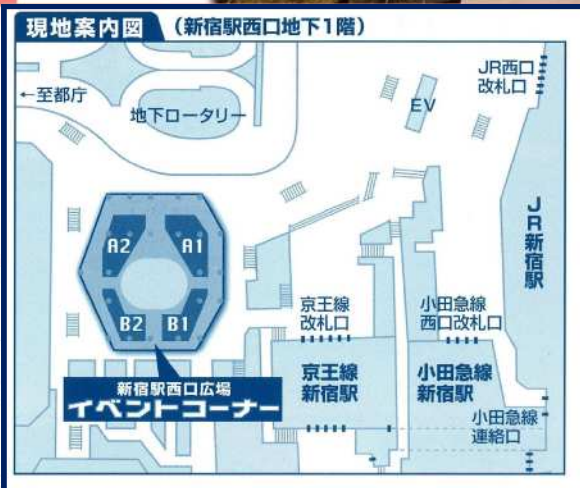 現地案内図 (新宿駅西口地下1階)
JR西口
改札口
←至都庁
地下ロータリー
EV
A2
A1
JR新宿駅
京王線
改札口
小田急線
西口改札口
B2
B1
京王線
新宿駅
小田急線
新宿駅
新宿駅西口広場
イベントコーナー
小田急線
連絡口